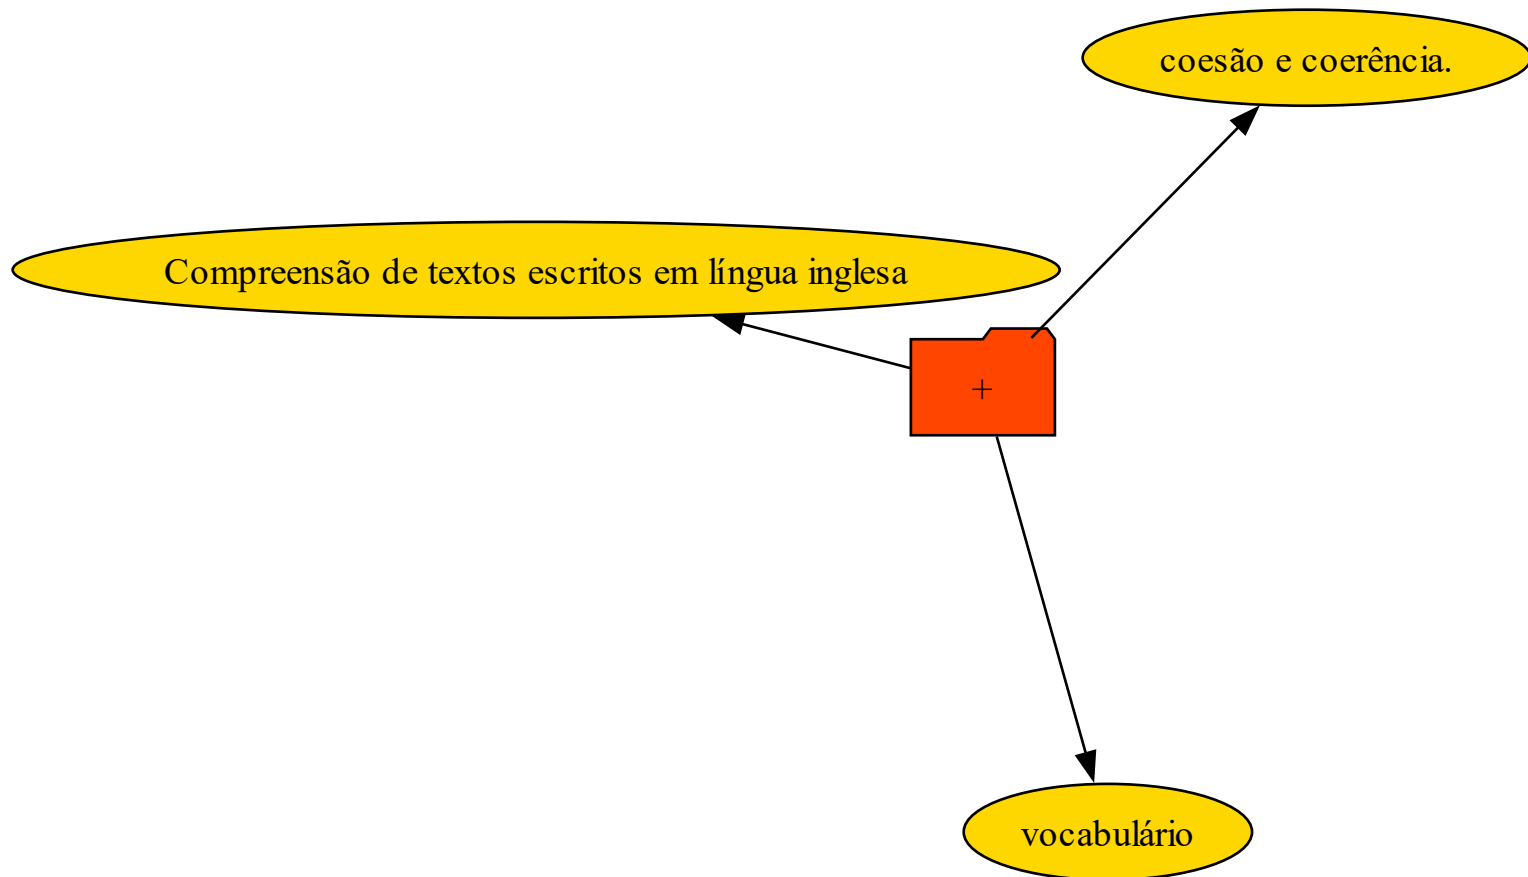 coesão e coerência.
Compreensão de textos escritos em língua inglesa
+
vocabulário